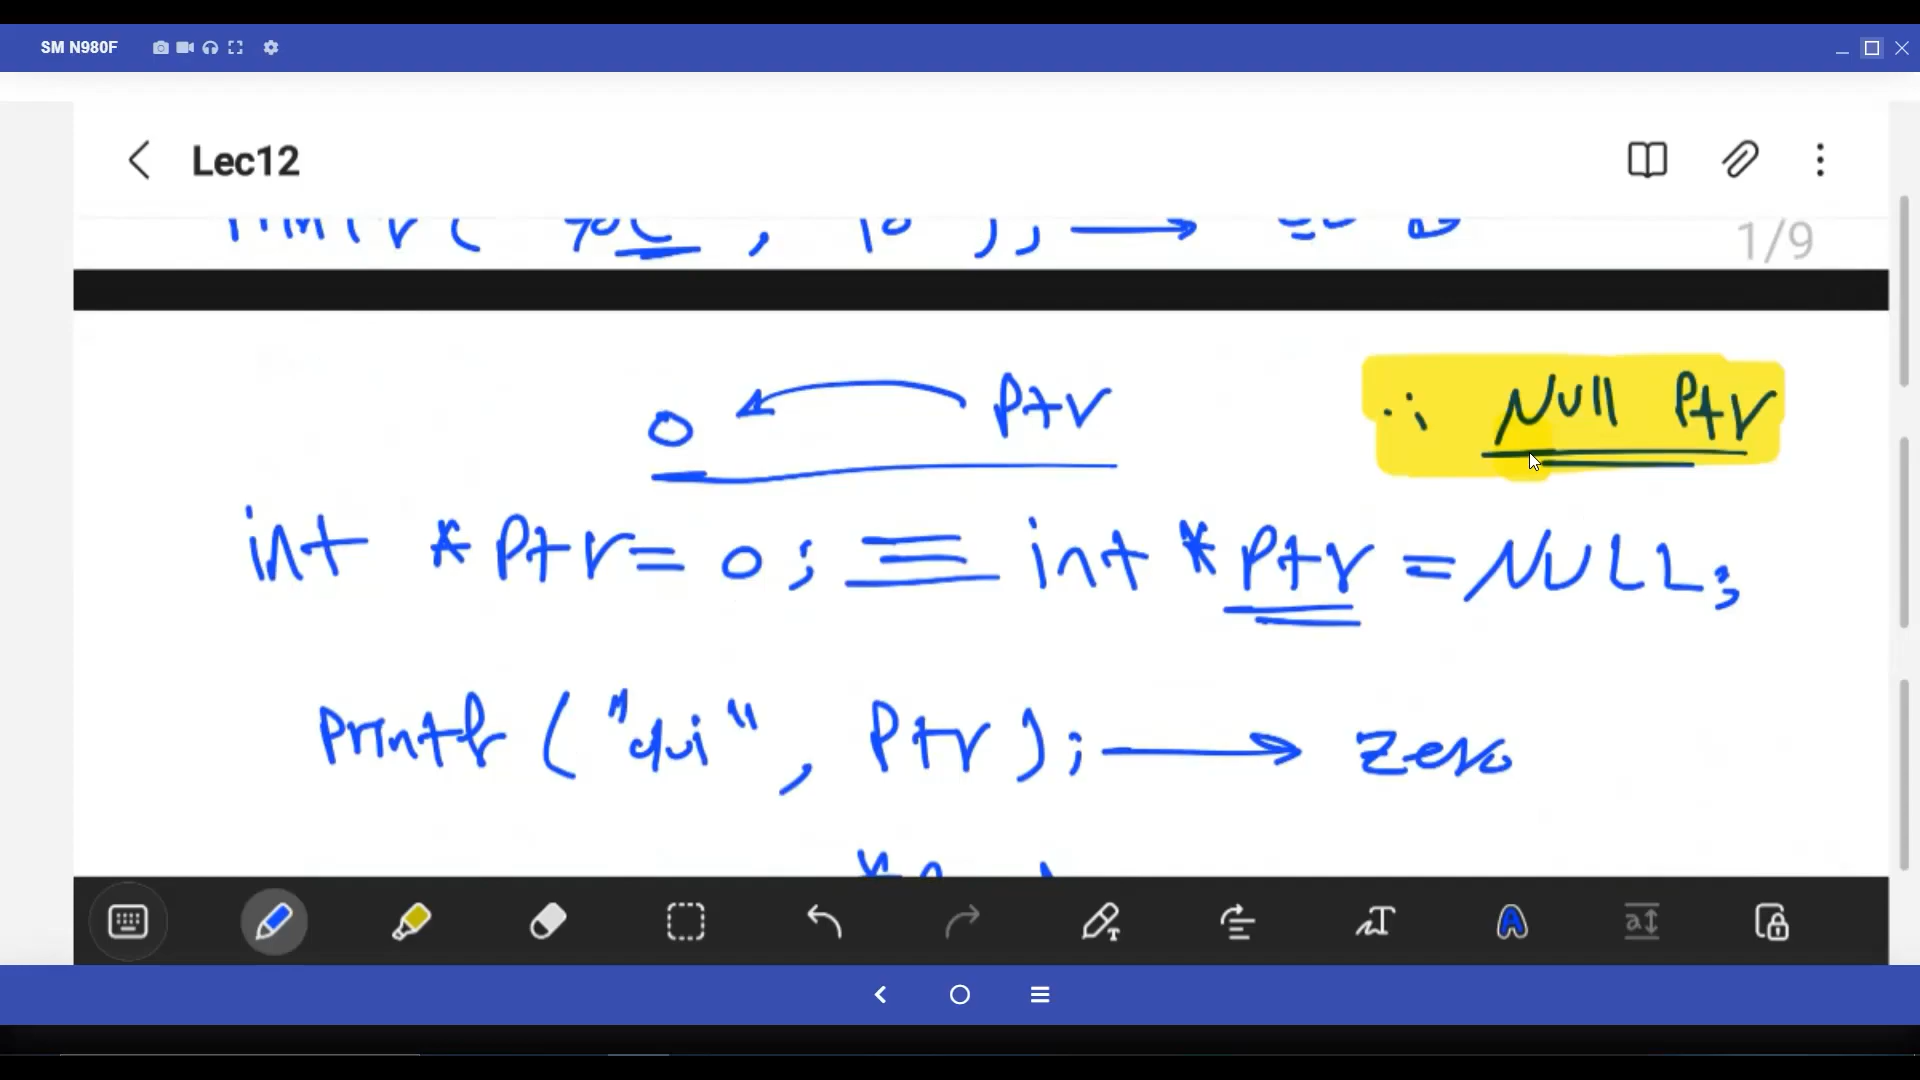 SM N980F
Lec12
1/9
0 Ptr
∴ Null Ptr
int *Ptr = 0; ≡ int *Ptr = NULL;
Printf ("%i", Ptr); → zero